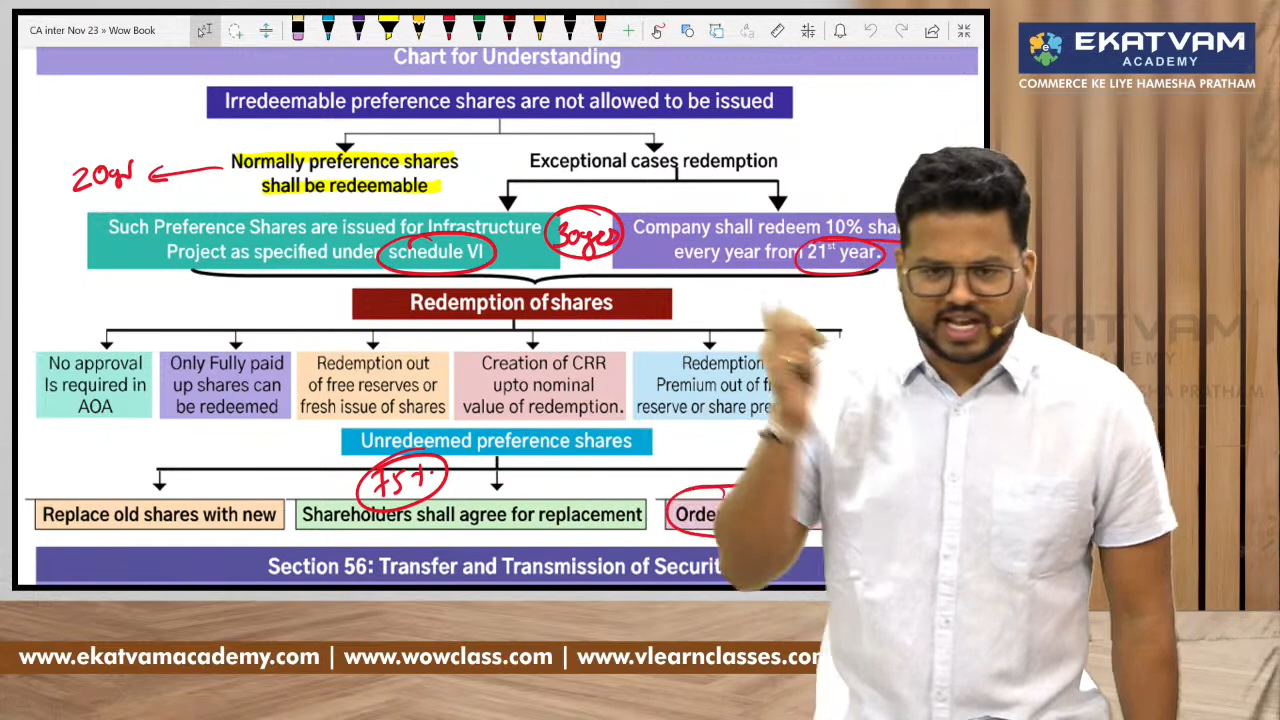 CA inter Nov 23 » Wow Book
EKATVAM
ACADEMY
COMMERCE KE LIYE HAMESHA PRATHAM
Chart for Understanding
Irredeemable preference shares are not allowed to be issued
20yr
Normally preference shares
shall be redeemable
Exceptional cases redemption
Such Preference Shares are issued for Infrastructure
Project as specified under schedule VI
Company shall redeem 10%
every year from 21st year.
Redemption of shares
No approval
Is required in
AOA
Only Fully paid
up shares can
be redeemed
Redemption out
of free reserves or
fresh issue of shares
Creation of CRR
upto nominal
value of redemption.
Redemption
Premium out of
reserve or share
Unredeemed preference shares
75%
Replace old shares with new
Shareholders shall agree for replacement
Section 56: Transfer and Transmission of
www.ekatvamacademy.com | www.wowclass.com | www.vlearnclasses.com